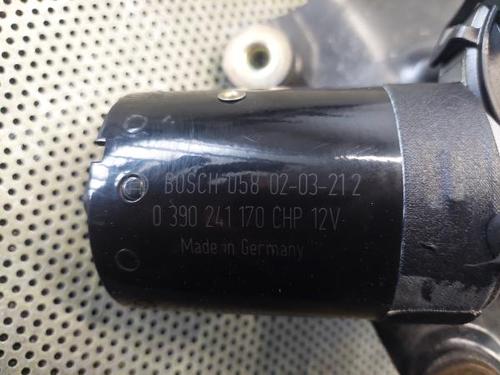 BOSCH 058 02-03-21 2
0 390 241 170 CHP 12V-
Made in Germany